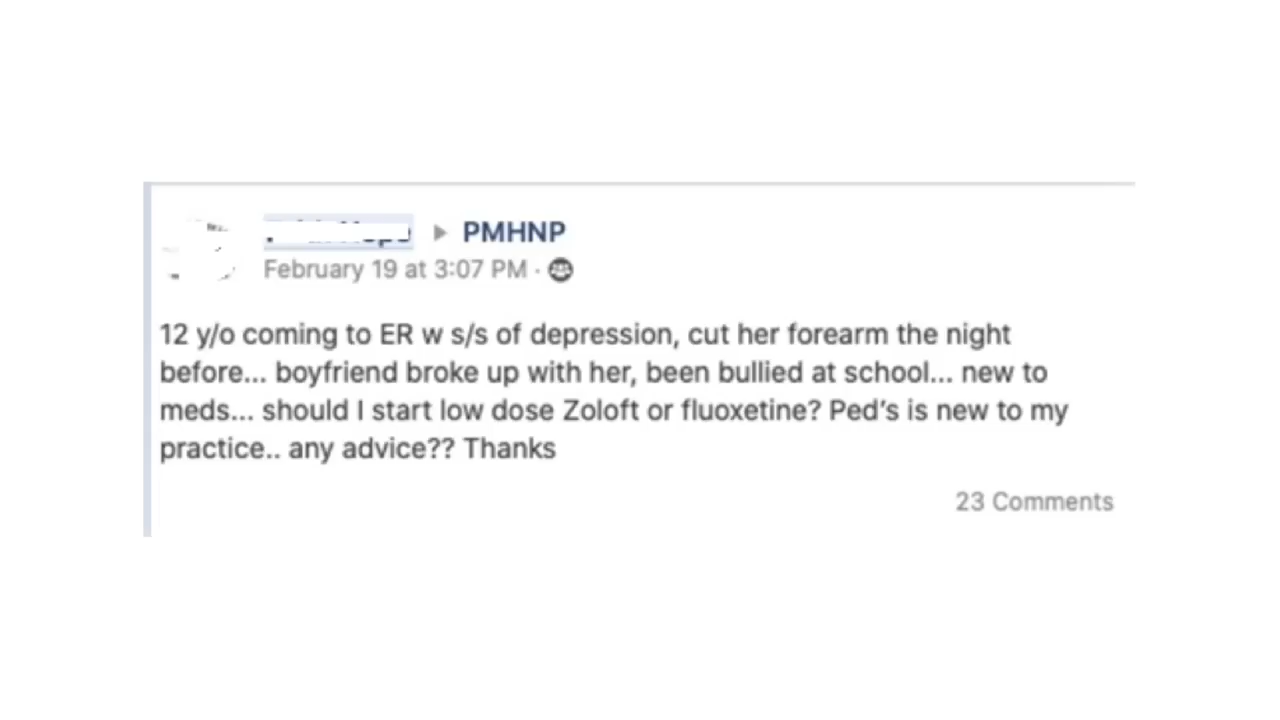 PMHNP
February 19 at 3:07 PM ·
12 y/o coming to ER w s/s of depression, cut her forearm the night
before... boyfriend broke up with her, been bullied at school... new to
meds... should I start low dose Zoloft or fluoxetine? Ped's is new to my
practice.. any advice?? Thanks
23 Comments